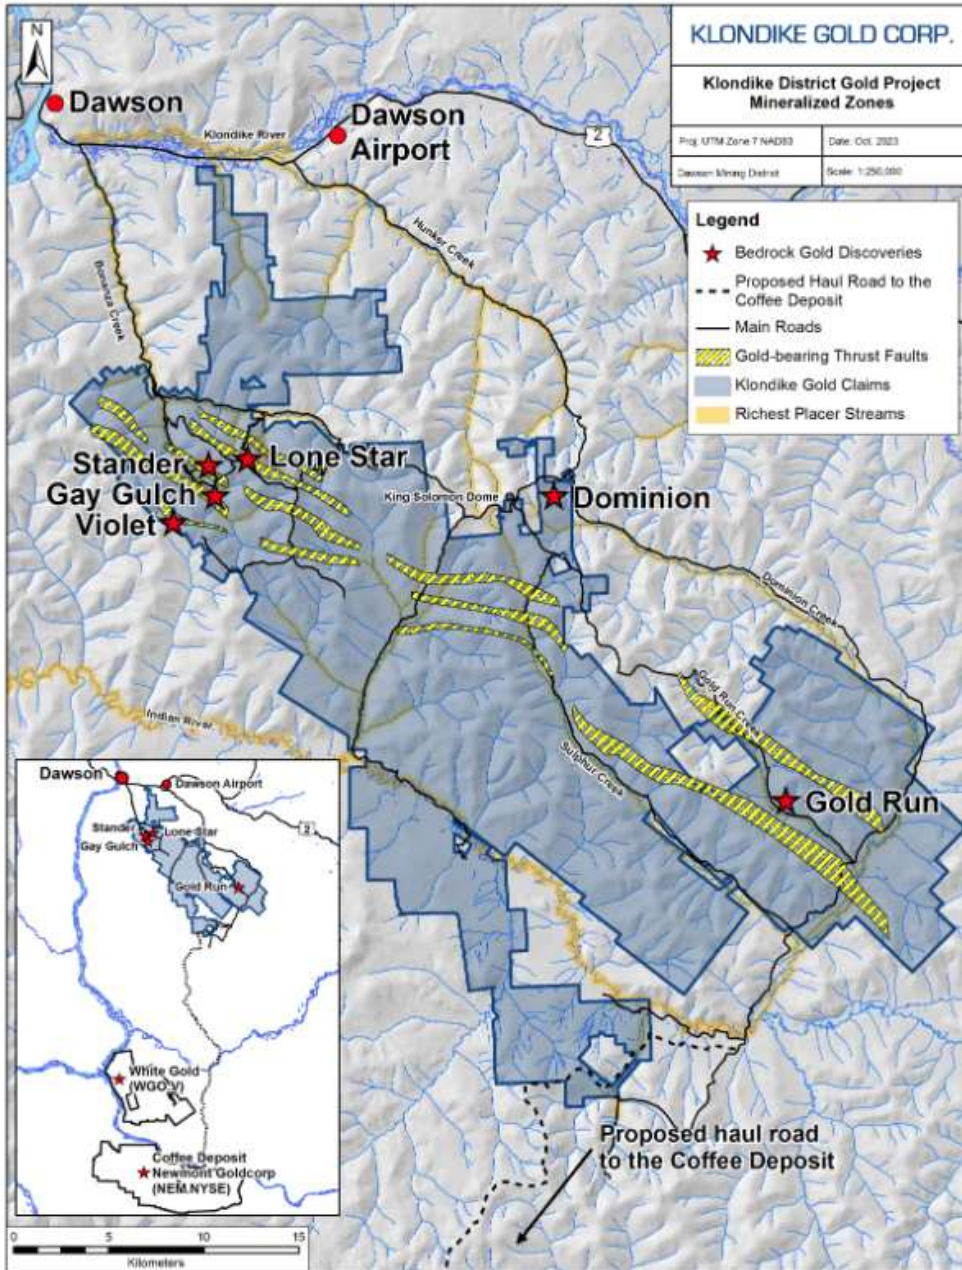 N
KLONDIKE GOLD CORP.
Klondike District Gold Project
Mineralized Zones
Proj. UTM Zone 7 NAD83
Date: Oct. 2023
Dawson Mining District
Scale: 1:250,000
Dawson
Klondike River
Dawson
Airport
2
Legend
Bedrock Gold Discoveries
Proposed Haul Road to the
Coffee Deposit
Main Roads
Gold-bearing Thrust Faults
Klondike Gold Claims
Richest Placer Streams
Hunker Creek
Bonanza Creek
Lone Star
Stander
Gay Gulch
Violet
King Solomon Dome
Dominion
Dominion Creek
Gold Run Creek
Indian River
Sulphur Creek
Gold Run
Dawson
Dawson Airport
Stander
Lone Star
Gay Gulch
2
Gold Run
White Gold
(WGO.V)
Coffee Deposit
Newmont Goldcorp
(NEM.NYSE)
Proposed haul road
to the Coffee Deposit
0 5 10 15
Kilometers